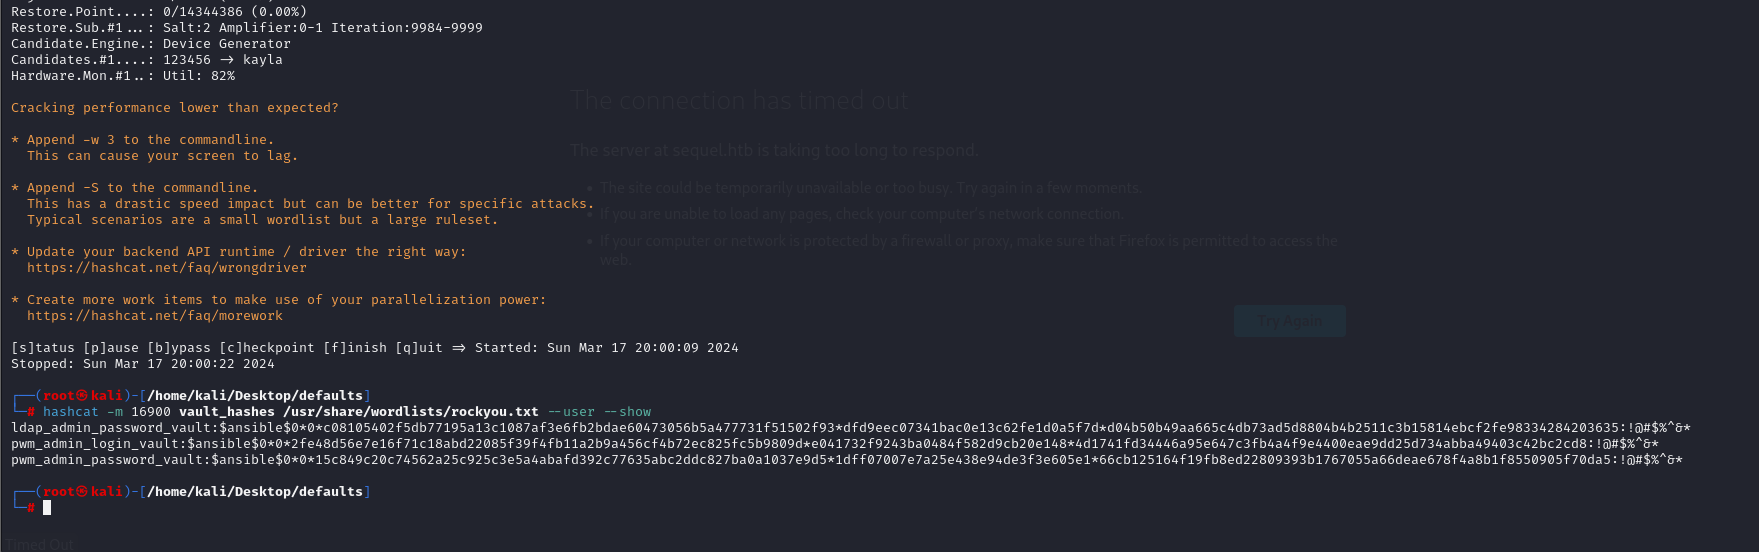 Restore.Point....: 0/14344386 (0.00%)
Restore.Sub.#1...: Salt:2 Amplifier:0-1 Iteration:9984-9999
Candidate.Engine.: Device Generator
Candidates.#1....: 123456 -> kayla
Hardware.Mon.#1..: Util: 82%
Cracking performance lower than expected?
The connection has timed out
* Append -w 3 to the commandline.
This can cause your screen to lag.
The server at sequel.htb is taking too long to respond.
* Append -S to the commandline.
This has a drastic speed impact but can be better for specific attacks.
Typical scenarios are a small wordlist but a large ruleset.
• The site could be temporarily unavailable or too busy. Try again in a few moments.
• If you are unable to load any pages, check your computer's network connection.
• If your computer or network is protected by a firewall or proxy, make sure that Firefox is permitted to access the
web.
* Update your backend API runtime / driver the right way:
https://hashcat.net/faq/wrongdriver
* Create more work items to make use of your parallelization power:
https://hashcat.net/faq/morework
Try Again
[s]tatus [p]ause [b]ypass [c]heckpoint [f]inish [q]uit => Started: Sun Mar 17 20:00:09 2024
Stopped: Sun Mar 17 20:00:22 2024
┌──(root㉿kali)-[/home/kali/Desktop/defaults]
└─# hashcat -m 16900 vault_hashes /usr/share/wordlists/rockyou.txt --user --show
ldap_admin_password_vault:$ansible$0*0*c08105402f5db77195a13c1087af3e6fb2bdae60473056b5a477731f51502f93*dfd9eec07341bac0e13c62fe1d0a5f7d*d04b50b49aa665c4db73ad5d8804b4b2511c3b15814ebcf2fe98334284203635:!@#$%^&*
pwm_admin_login_vault:$ansible$0*0*2fe48d56e7e16f71c18abd22085f39f4fb11a2b9a456cf4b72ec825fc5b9809d*e041732f9243ba0484f582d9cb20e148*4d1741fd34446a95e647c3fb4a4f9e4400eae9dd25d734abba49403c42bc2cd8:!@#$%^&*
pwm_admin_password_vault:$ansible$0*0*15c849c20c74562a25c925c3e5a4abafd392c77635abc2ddc827ba0a1037e9d5*1dff07007e7a25e438e94de3f3e605e1*66cb125164f19fb8ed22809393b1767055a66deae678f4a8b1f8550905f70da5:!@#$%^&*
┌──(root㉿kali)-[/home/kali/Desktop/defaults]
└─#
Timed Out